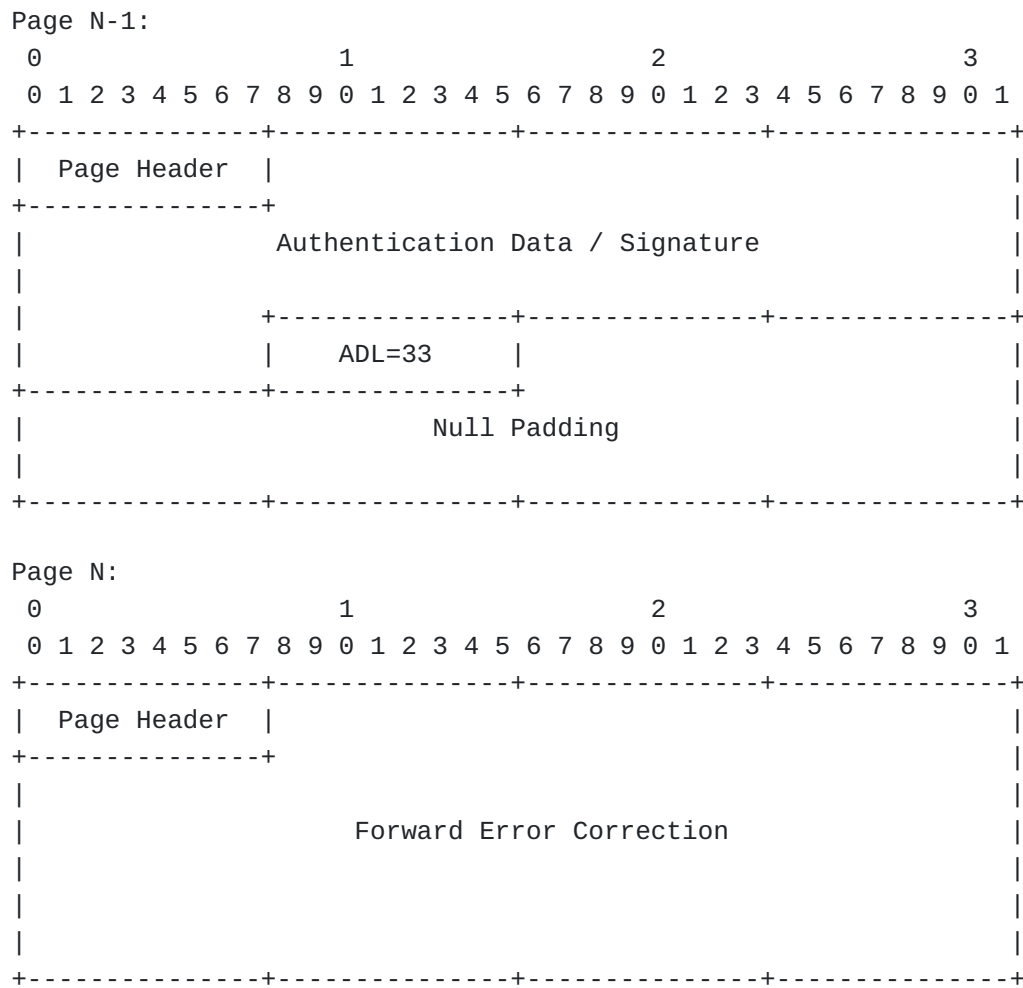 Page N-1:
 0                   1                   2                   3
 0 1 2 3 4 5 6 7 8 9 0 1 2 3 4 5 6 7 8 9 0 1 2 3 4 5 6 7 8 9 0 1
+---------------+---------------+---------------+---------------+
|  Page Header  |                                               |
+---------------+                                               |
|                Authentication Data / Signature                |
|                                                               |
|               +---------------+---------------+---------------+
|               |    ADL=33     |                               |
+---------------+---------------+                               |
|                          Null Padding                         |
|                                                               |
+---------------+---------------+---------------+---------------+

Page N:
 0                   1                   2                   3
 0 1 2 3 4 5 6 7 8 9 0 1 2 3 4 5 6 7 8 9 0 1 2 3 4 5 6 7 8 9 0 1
+---------------+---------------+---------------+---------------+
|  Page Header  |                                               |
+---------------+                                               |
|                                                               |
|                     Forward Error Correction                  |
|                                                               |
|                                                               |
|                                                               |
+---------------+---------------+---------------+---------------+